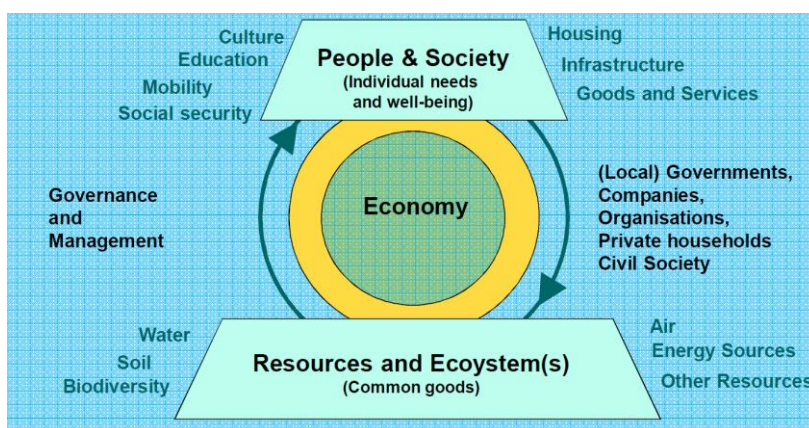 Culture
Education
Mobility
Social security
People & Society
(Individual needs
and well-being)
Housing
Infrastructure
Goods and Services
Governance
and
Management
Economy
(Local) Governments,
Companies,
Organisations,
Private households
Civil Society
Water
Soil
Biodiversity
Resources and Ecoystem(s)
(Common goods)
Air
Energy Sources
Other Resources